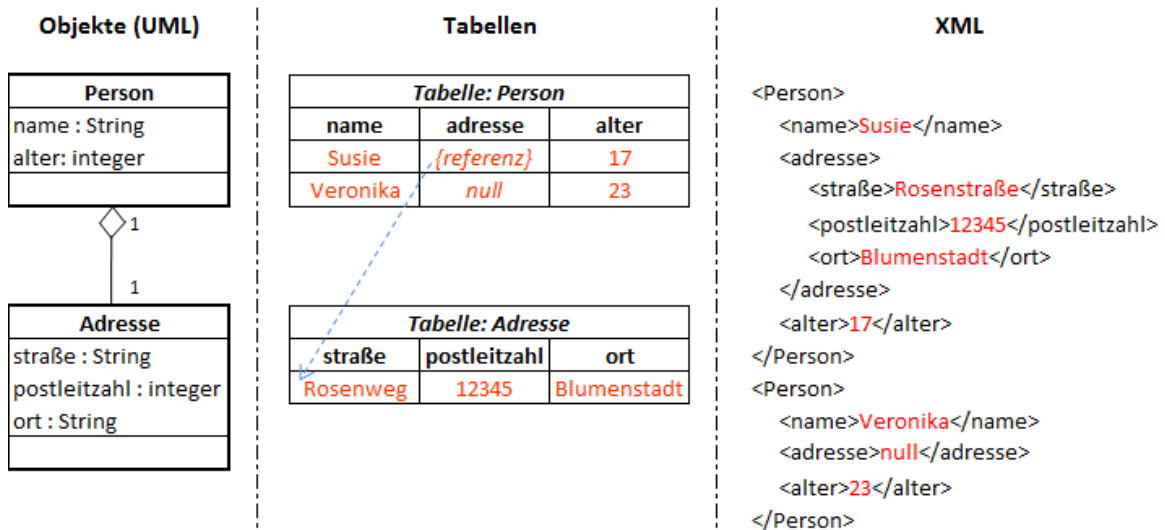 Objekte (UML)
Person
name : String
alter: integer
1
1
Adresse
straße : String
postleitzahl : integer
ort : String
Tabellen
Tabelle: Person
name adresse alter
Susie {referenz} 17
Veronika null 23
Tabelle: Adresse
straße postleitzahl ort
Rosenweg 12345 Blumenstadt
XML
<Person>
<name>Susie</name>
<adresse>
<straße>Rosenstraße</straße>
<postleitzahl>12345</postleitzahl>
<ort>Blumenstadt</ort>
</adresse>
<alter>17</alter>
</Person>
<Person>
<name>Veronika</name>
<adresse>null</adresse>
<alter>23</alter>
</Person>